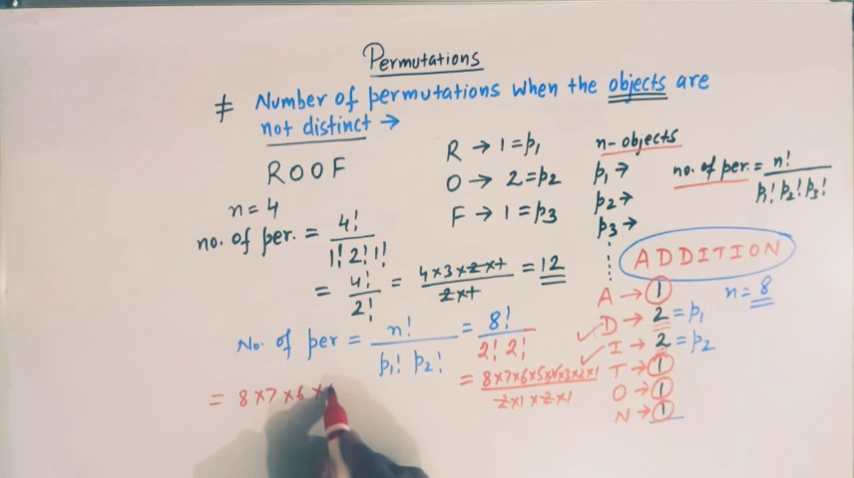 Permutations
≠ Number of permutations when the objects are
not distinct →
ROOF
n = 4
no. of per. = 4! / 1! 2! 1!
= 4! / 2! = 4×3×2×1 / 2×1 = 12
R → 1 = p₁
O → 2 = p₂
F → 1 = p₃
n-objects
p₁ →
p₂ →
p₃ →
no. of per. = n! / p₁! p₂! p₃!
ADDITION
n = 8
A → 1
D → 2 = p₁
I → 2 = p₂
T → 1
O → 1
N → 1
No. of per = n! / p₁! p₂! = 8! / 2! 2!
= 8×7×6×5×4×3×2×1 / 2×1×2×1
= 8×7×6×